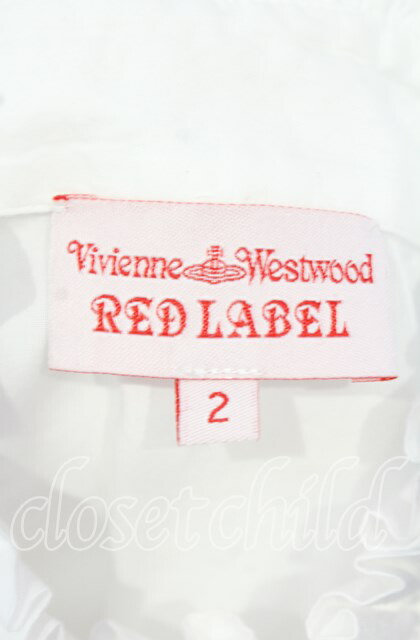 Vivienne Westwood
RED LABEL
2
closet child